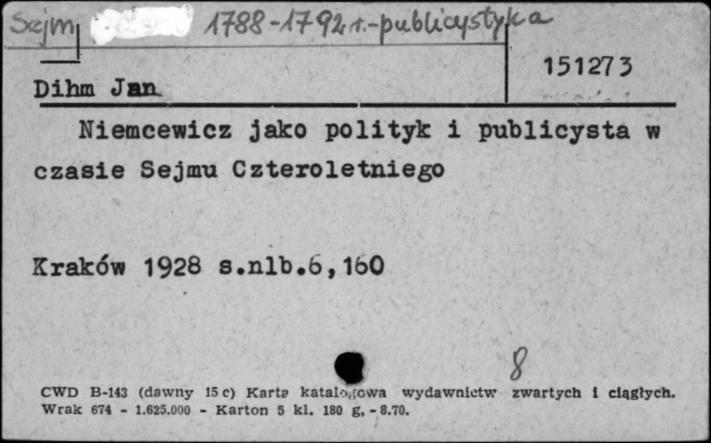 Sejm 1788-1792 r.-publicystyka
151273
Dihm Jan
Niemcewicz jako polityk i publicysta w
czasie Sejmu Czteroletniego
Kraków 1928 s.nlb.6,160
8
CWD B-143 (dawny 15 c) Karta katalogowa wydawnictw zwartych i ciągłych.
Wrak 674 - 1.625.000 - Karton 5 kl. 180 g, - 8.70.